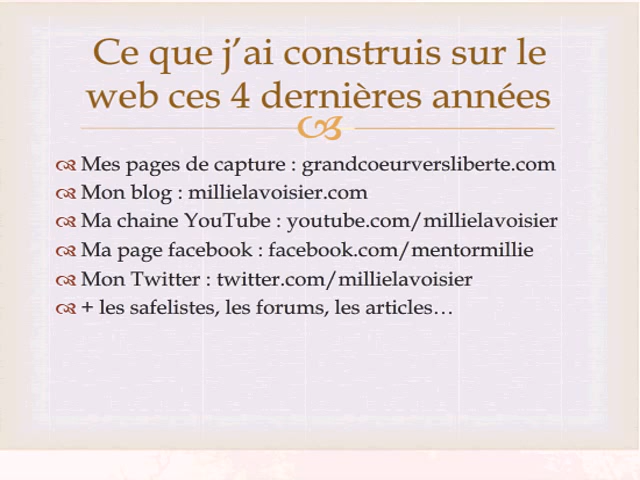 Ce que j’ai construis sur le
web ces 4 dernières années
Mes pages de capture : grandcoeurversliberte.com
Mon blog : millielavoisier.com
Ma chaine YouTube : youtube.com/millielavoisier
Ma page facebook : facebook.com/mentormillie
Mon Twitter : twitter.com/millielavoisier
+ les safelistes, les forums, les articles…